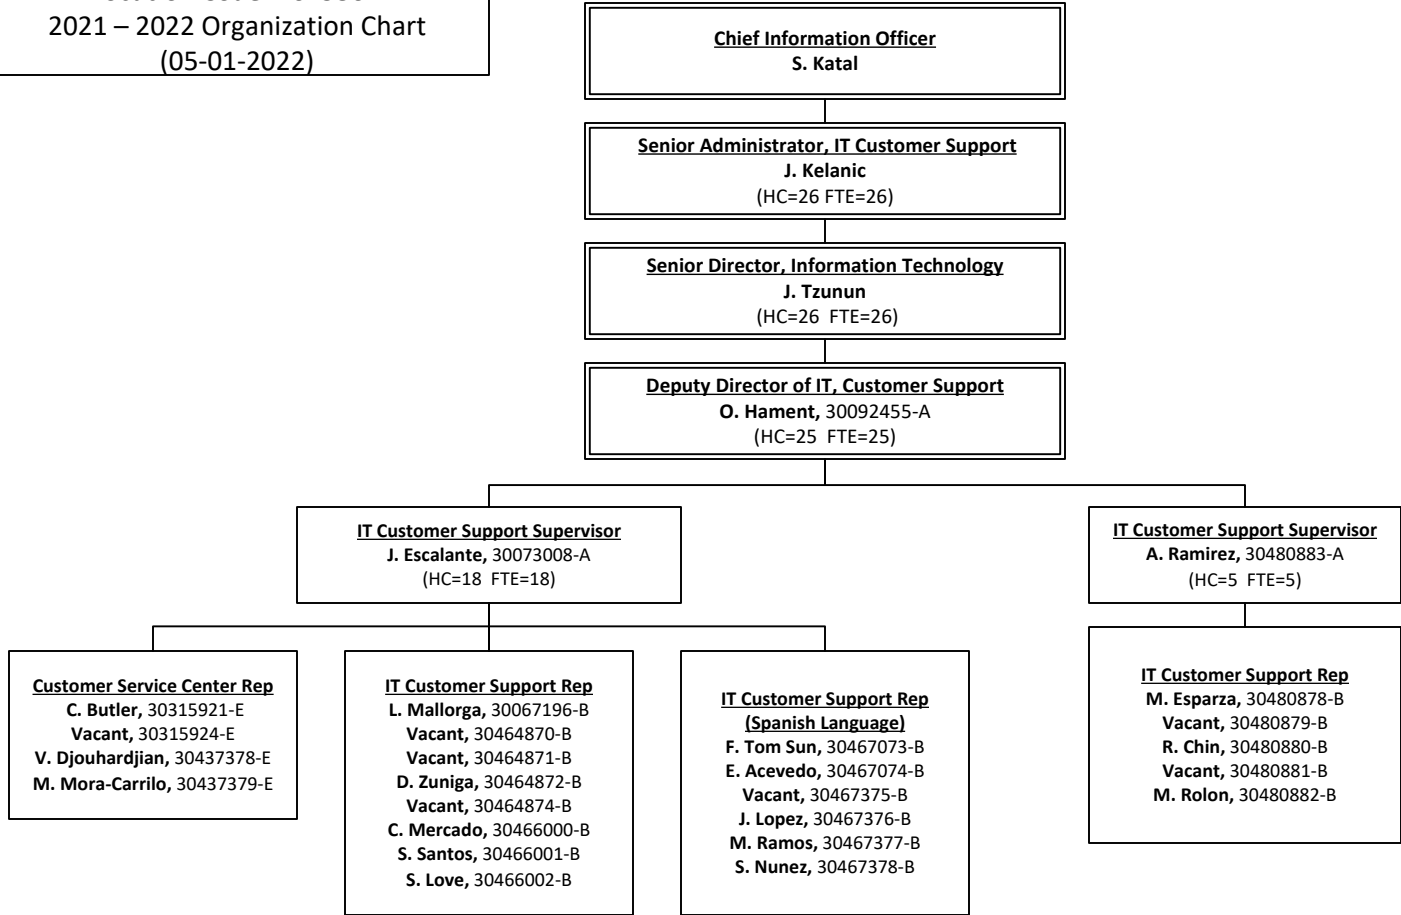 2021 – 2022 Organization Chart
(05-01-2022)
Chief Information Officer
S. Katal
Senior Administrator, IT Customer Support
J. Kelanic
(HC=26 FTE=26)
Senior Director, Information Technology
J. Tzunun
(HC=26 FTE=26)
Deputy Director of IT, Customer Support
O. Hament, 30092455-A
(HC=25 FTE=25)
IT Customer Support Supervisor
J. Escalante, 30073008-A
(HC=18 FTE=18)
IT Customer Support Supervisor
A. Ramirez, 30480883-A
(HC=5 FTE=5)
Customer Service Center Rep
C. Butler, 30315921-E
Vacant, 30315924-E
V. Djouhardjian, 30437378-E
M. Mora-Carrilo, 30437379-E
IT Customer Support Rep
L. Mallorga, 30067196-B
Vacant, 30464870-B
Vacant, 30464871-B
D. Zuniga, 30464872-B
Vacant, 30464874-B
C. Mercado, 30466000-B
S. Santos, 30466001-B
S. Love, 30466002-B
IT Customer Support Rep
(Spanish Language)
F. Tom Sun, 30467073-B
E. Acevedo, 30467074-B
Vacant, 30467375-B
J. Lopez, 30467376-B
M. Ramos, 30467377-B
S. Nunez, 30467378-B
IT Customer Support Rep
M. Esparza, 30480878-B
Vacant, 30480879-B
R. Chin, 30480880-B
Vacant, 30480881-B
M. Rolon, 30480882-B